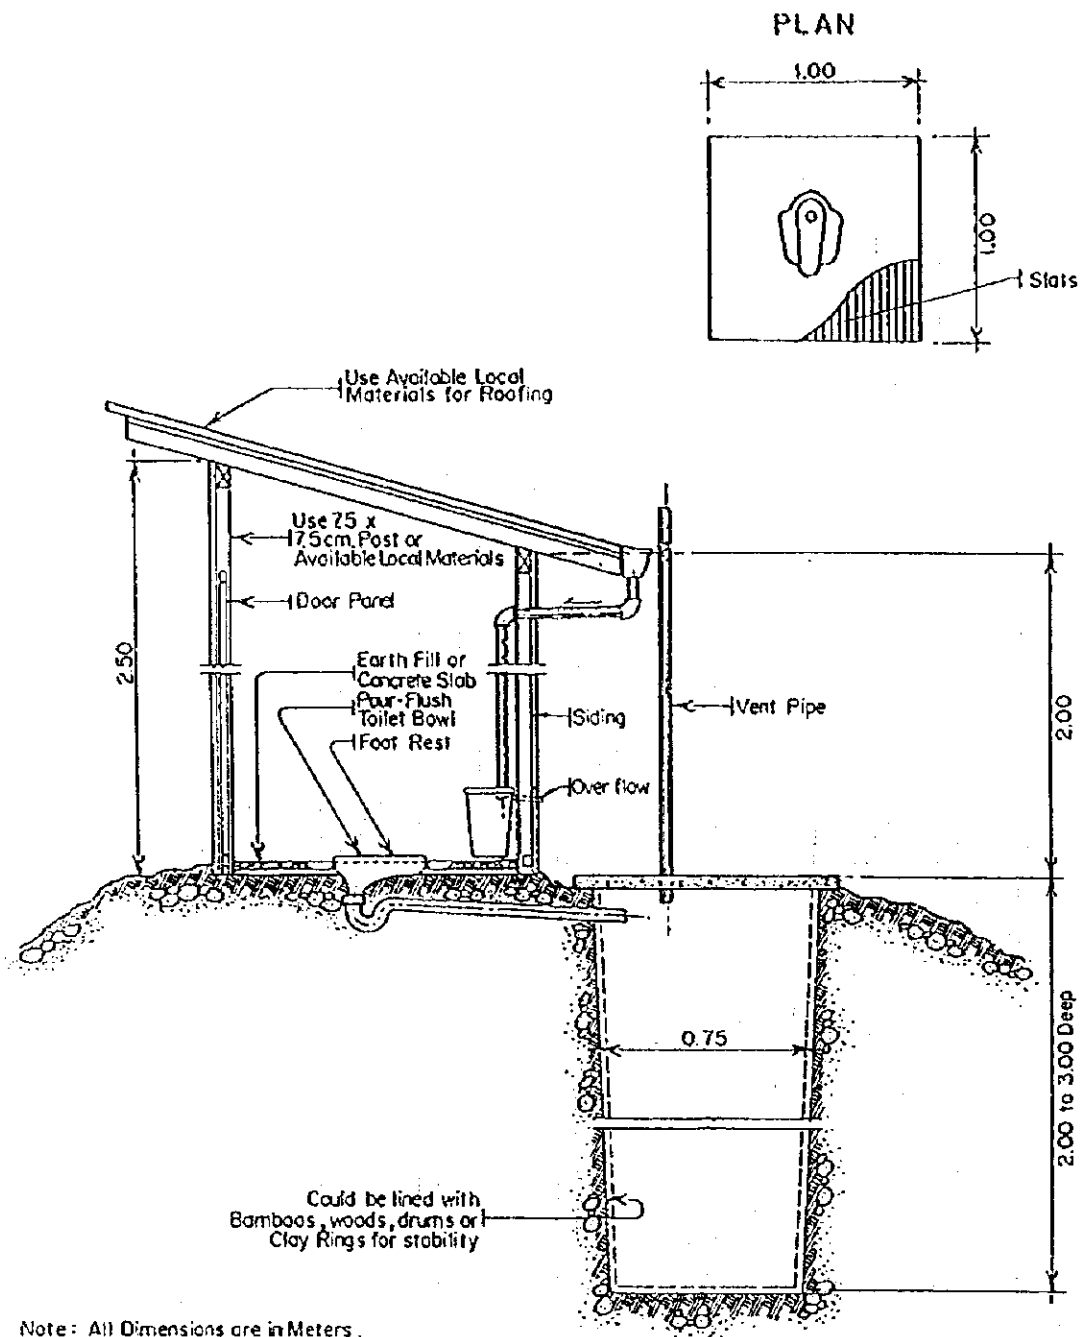 PLAN
1.00
1.00
Slats
Use Available Local
Materials for Roofing
Use 7.5 x
7.5cm. Post or
Available Local Materials
Door Panel
2.50
Earth Fill or
Concrete Slab
Pour-Flush
Toilet Bowl
Foot Rest
Siding
Vent Pipe
2.00
Over flow
0.75
2.00 to 3.00 Deep
Could be lined with
Bamboos, woods, drums or
Clay Rings for stability
Note: All Dimensions are in Meters.